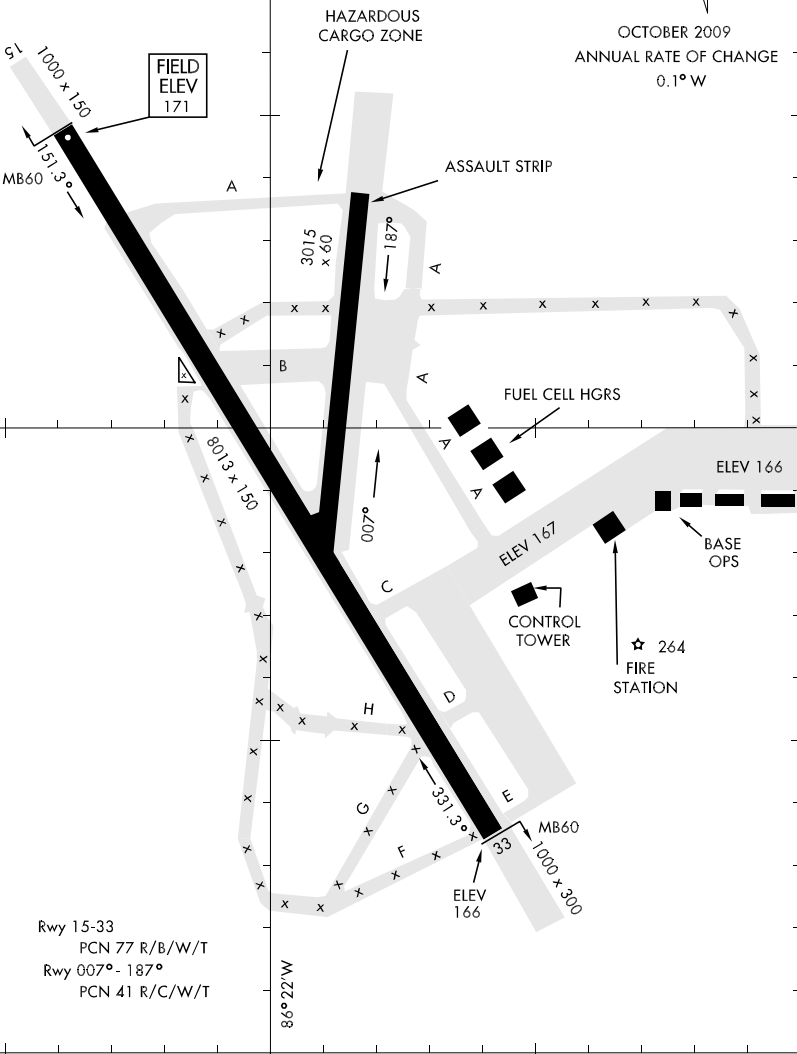 HAZARDOUS
CARGO ZONE
OCTOBER 2009
ANNUAL RATE OF CHANGE
0.1° W
15
1000 x 150
FIELD
ELEV
171
151.3°
MB60
A
ASSAULT STRIP
3015
x 60
187°
A
B
A
FUEL CELL HGRS
A
A
8013 x 150
007°
ELEV 166
ELEV 167
BASE
OPS
C
CONTROL
TOWER
264
FIRE
STATION
D
H
E
331.3°
G
F
MB60
33
1000 x 300
ELEV
166
Rwy 15-33
PCN 77 R/B/W/T
Rwy 007°- 187°
PCN 41 R/C/W/T
86°22'W